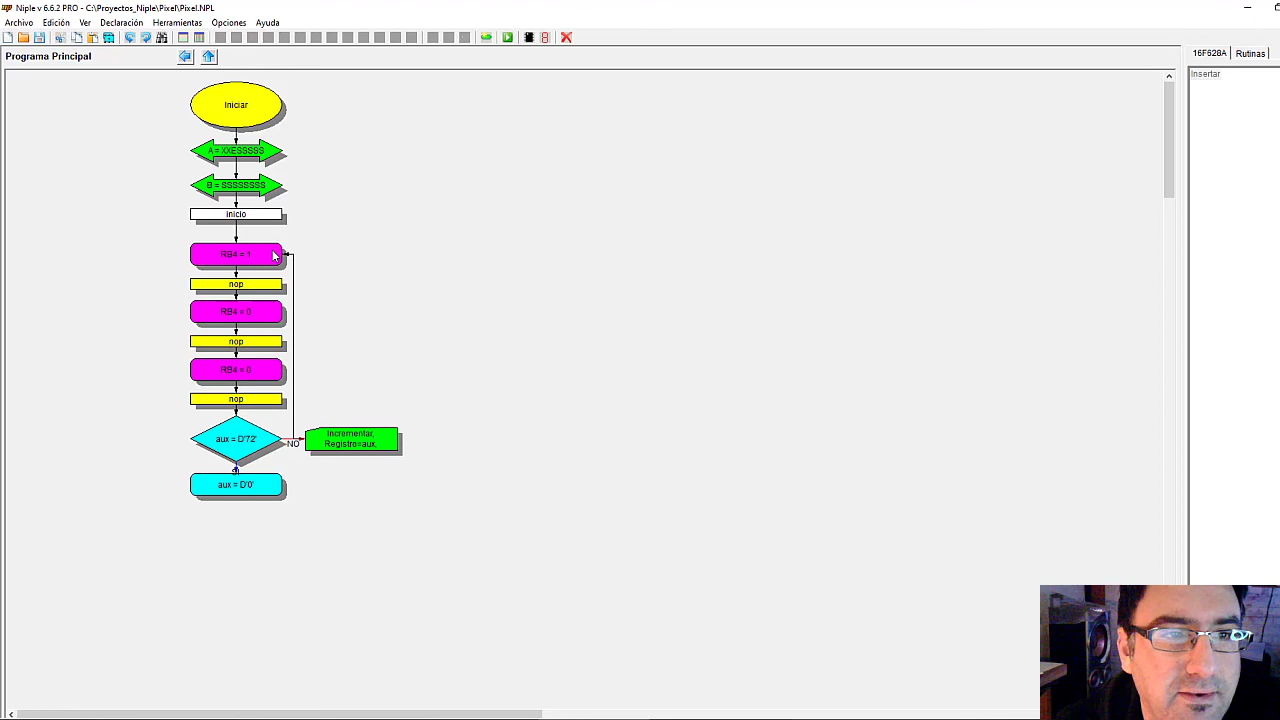 Niple v 6.6.2 PRO - C:\Proyectos_Niple\Pixel\Pixel.NPL
Archivo Edición Ver Declaración Herramientas Opciones Ayuda
Programa Principal
16F628A Rutinas
Insertar
Iniciar
A = XXESSSSS
B = SSSSSSSS
inicio
RB4 = 1
nop
RB4 = 0
nop
RB4 = 0
nop
aux = D'72'
NO
Incrementar,
Registro=aux,
aux = D'0'